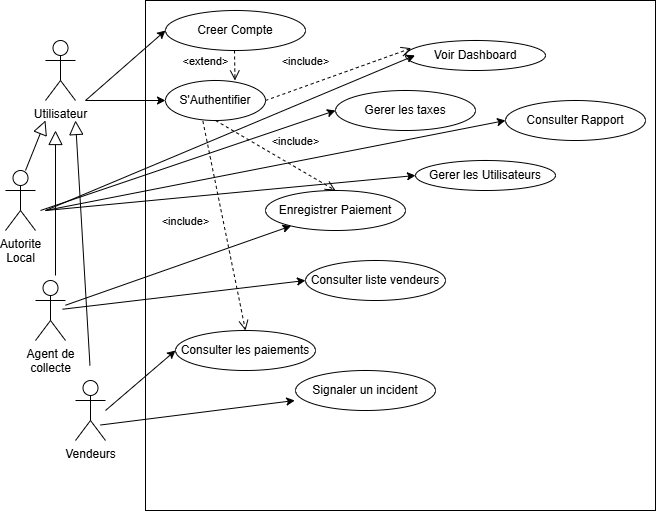 Creer Compte
<extend>
<include>
Voir Dashboard
S'Authentifier
Utilisateur
Gerer les taxes
Consulter Rapport
<include>
Gerer les Utilisateurs
Enregistrer Paiement
<include>
Autorite
Local
Consulter liste vendeurs
Agent de
collecte
Consulter les paiements
Signaler un incident
Vendeurs